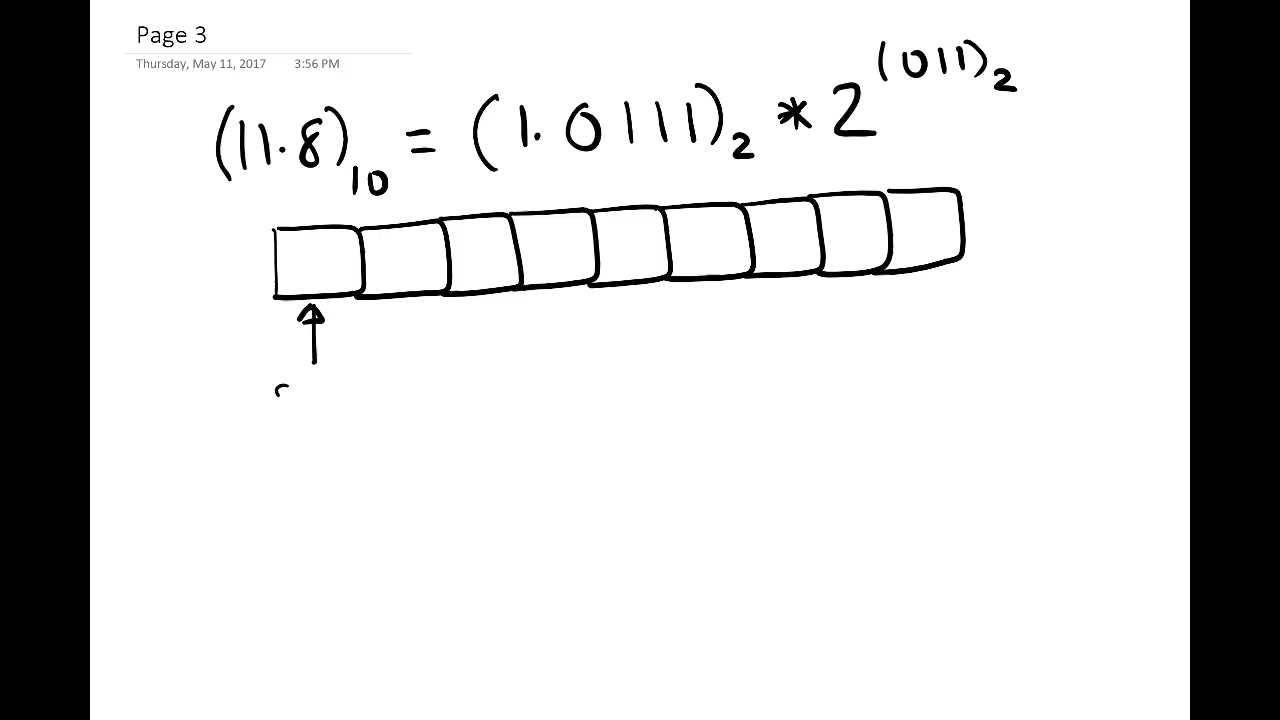 Page 3
Thursday, May 11, 2017 3:56 PM
(11.8)₁₀ = (1.0111)₂ * 2^(011)₂